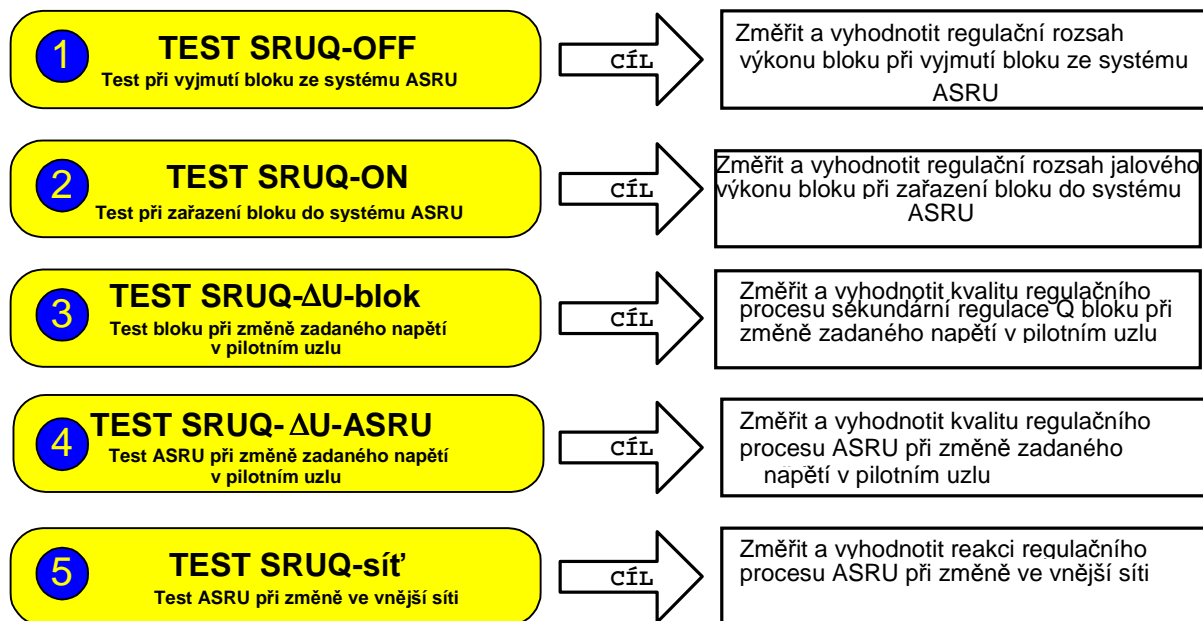 1
TEST SRUQ-OFF
Test při vyjmutí bloku ze systému ASRU
CÍL
Změřit a vyhodnotit regulační rozsah
výkonu bloku při vyjmutí bloku ze systému
ASRU
2
TEST SRUQ-ON
Test při zařazení bloku do systému ASRU
CÍL
Změřit a vyhodnotit regulační rozsah jalového
výkonu bloku při zařazení bloku do systému
ASRU
3
TEST SRUQ-ΔU-blok
Test bloku při změně zadaného napětí
v pilotním uzlu
CÍL
Změřit a vyhodnotit kvalitu regulačního
procesu sekundární regulace Q bloku při
změně zadaného napětí v pilotním uzlu
4
TEST SRUQ- ΔU-ASRU
Test ASRU při změně zadaného napětí
v pilotním uzlu
CÍL
Změřit a vyhodnotit kvalitu regulačního
procesu ASRU při změně zadaného
napětí v pilotním uzlu
5
TEST SRUQ-síť
Test ASRU při změně ve vnější síti
CÍL
Změřit a vyhodnotit reakci regulačního
procesu ASRU při změně ve vnější síti